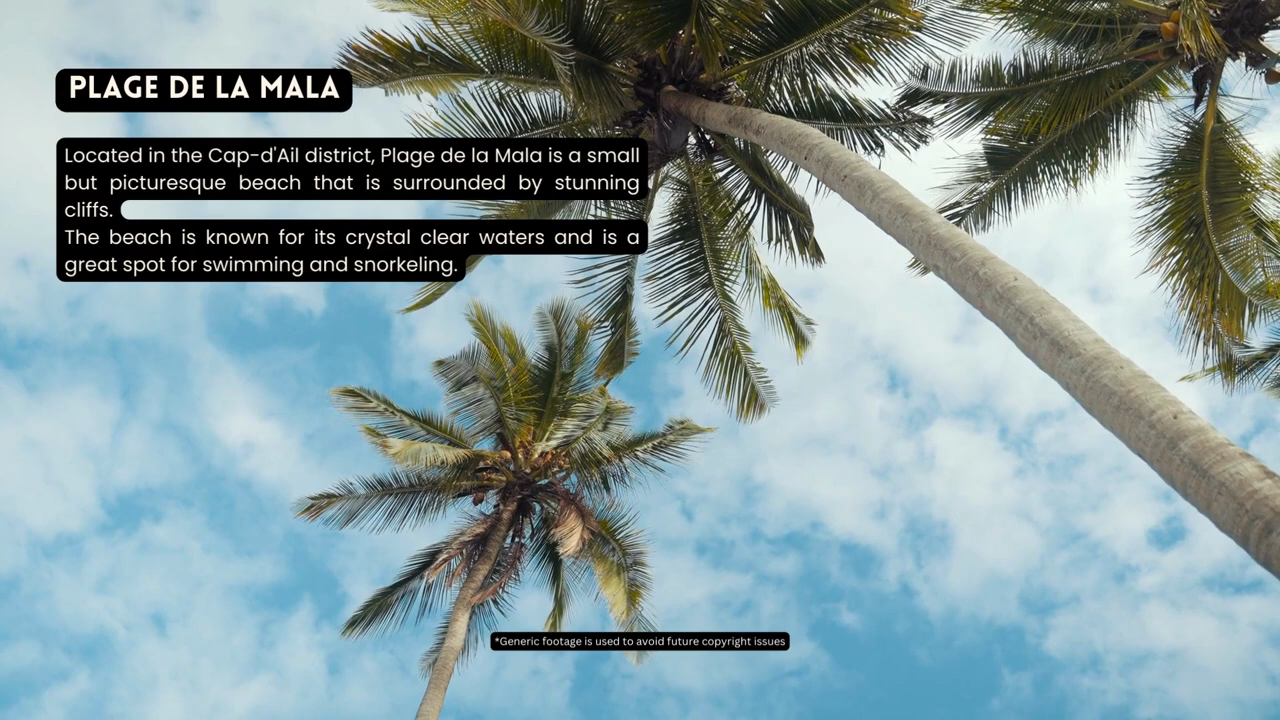 PLAGE DE LA MALA
Located in the Cap-d'Ail district, Plage de la Mala is a small
but picturesque beach that is surrounded by stunning
cliffs.
The beach is known for its crystal clear waters and is a
great spot for swimming and snorkeling.
*Generic footage is used to avoid future copyright issues